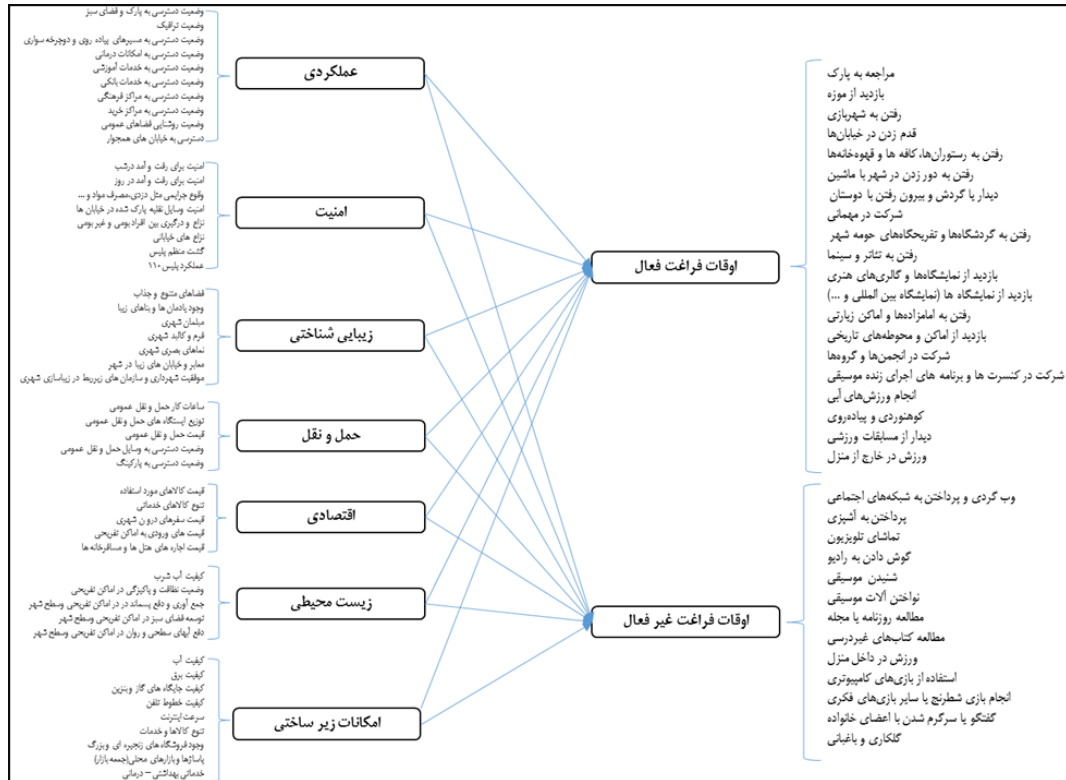 وضعیت دسترسی به پارک و فضای سبز
وضعیت ترافیک
وضعیت دسترسی به مسیرهای پیاده روی و دوچرخه سواری
وضعیت دسترسی به امکانات درمانی
وضعیت دسترسی به خدمات آموزشی
وضعیت دسترسی به خدمات بانکی
وضعیت دسترسی به مراکز فرهنگی
وضعیت دسترسی به مراکز خرید
وضعیت روشنایی فضاهای عمومی
دسترسی به خیابان های همجوار
عملکردی
امنیت برای رفت و آمد درشب
امنیت برای رفت و آمد در روز
وقوع جرایمی مثل دزدی،مصرف مواد و ...
امنیت وسایل نقلیه پارک شده در خیابان ها
نزاع و درگیری بین افراد بومی و غیر بومی
نزاع های خیابانی
گشت منظم پلیس
عملکرد پلیس ۱۱۰
امنیت
فضاهای متنوع و جذاب
وجود یادمان ها و بناهای زیبا
مبلمان شهری
فرم و کالبد شهری
نماهای بصری شهری
معابر و خیابان های زیبا در شهر
موفقیت شهرداری و سازمان های زیربط در زیباسازی شهری
زیبایی شناختی
ساعات کار حمل و نقل عمومی
توزیع ایستگاه های حمل و نقل عمومی
قیمت حمل و نقل عمومی
وضعیت دسترسی به وسایل حمل و نقل عمومی
وضعیت دسترسی به پارکینگ
حمل و نقل
قیمت کالاهای مورد استفاده
تنوع کالاهای خدماتی
قیمت سفرهای درون شهری
قیمت های ورودی به اماکن تفریحی
قیمت اجاره های هتل ها و مسافرخانه ها
اقتصادی
کیفیت آب شرب
وضعیت نظافت و پاکیزگی در اماکن تفریحی
جمع آوری و دفع پسماند در در اماکن تفریحی وسطح شهر
توسعه فضای سبز در اماکن تفریحی وسطح شهر
دفع آبهای سطحی و روان در اماکن تفریحی وسطح شهر
زیست محیطی
کیفیت آب
کیفیت برق
کیفیت جایگاه های گاز و بنزین
کیفیت خطوط تلفن
سرعت اینترنت
تنوع کالاها و خدمات
وجود فروشگاه های زنجیره ای و بزرگ
پاساژها و بازارهای محلی(جمعه بازار)
خدماتی بهداشتی – درمانی
امکانات زیر ساختی
اوقات فراغت فعال
مراجعه به پارک
بازدید از موزه
رفتن به شهربازی
قدم زدن در خیابان‌ها
رفتن به رستوران‌ها، کافه ها و قهوه‌خانه‌ها
رفتن به دور زدن در شهر با ماشین
دیدار یا گردش و بیرون رفتن با دوستان
شرکت در مهمانی
رفتن به گردشگاه‌ها و تفریحگاه‌های حومه شهر
رفتن به تئاتر و سینما
بازدید از نمایشگاه‌ها و گالری‌های هنری
بازدید از نمایشگاه ها (نمایشگاه بین المللی و ...)
رفتن به امامزاده‌ها و اماکن زیارتی
بازدید از اماکن و محوطه‌های تاریخی
شرکت در انجمن‌ها و گروه‌ها
شرکت در کنسرت ها و برنامه های اجرای زنده موسیقی
انجام ورزش‌های آبی
کوهنوردی و پیاده‌روی
دیدار از مسابقات ورزشی
ورزش در خارج از منزل
اوقات فراغت غیر فعال
وب گردی و پرداختن به شبکه‌های اجتماعی
پرداختن به آشپزی
تماشای تلویزیون
گوش دادن به رادیو
شنیدن موسیقی
نواختن آلات موسیقی
مطالعه روزنامه یا مجله
مطالعه کتاب‌های غیردرسی
ورزش در داخل منزل
استفاده از بازی‌های کامپیوتری
انجام بازی شطرنج یا سایر بازی‌های فکری
گفتگو یا سرگرم شدن با اعضای خانواده
گلکاری و باغبانی